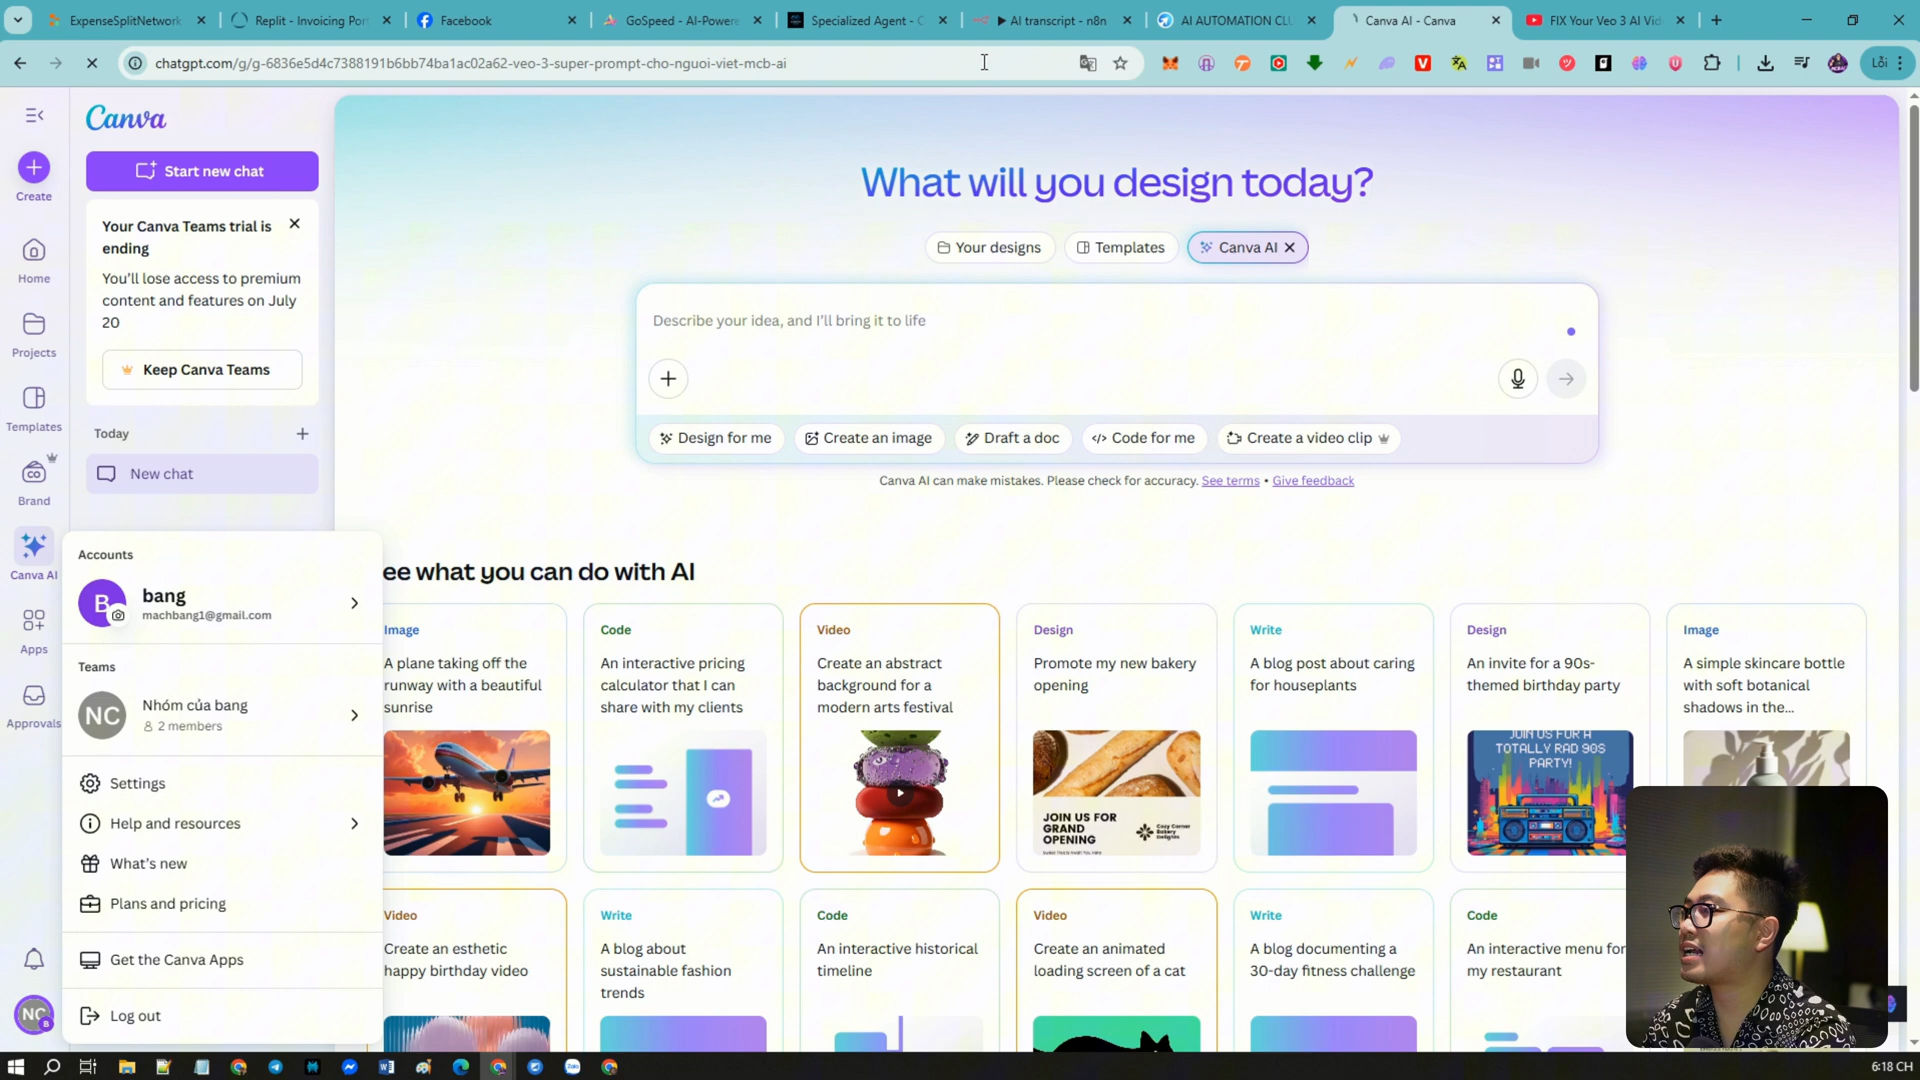 ExpenseSplitNetwork
Replit - Invoicing Por
Facebook
GoSpeed - AI-Powere
Specialized Agent - C
AI transcript - n8n
AI AUTOMATION CLU
Canva AI - Canva
FIX Your Veo 3 AI Vid
chatgpt.com/g/g-6836e5d4c7388191b6bb74ba1ac02a62-veo-3-super-prompt-cho-nguoi-viet-mcb-ai
Lỗi
Canva
Start new chat
Your Canva Teams trial is
ending
You'll lose access to premium
content and features on July
20
Keep Canva Teams
Today
New chat
Create
Home
Projects
Templates
Brand
Canva AI
Apps
Approvals
What will you design today?
Your designs
Templates
Canva AI
Describe your idea, and I'll bring it to life
Design for me
Create an image
Draft a doc
Code for me
Create a video clip
Canva AI can make mistakes. Please check for accuracy. See terms • Give feedback
Accounts
B
bang
machbang1@gmail.com
Teams
NC
Nhóm của bang
2 members
Settings
Help and resources
What's new
Plans and pricing
Get the Canva Apps
Log out
NC
B
ee what you can do with AI
Image
A plane taking off the
runway with a beautiful
sunrise
Code
An interactive pricing
calculator that I can
share with my clients
Video
Create an abstract
background for a
modern arts festival
Design
Promote my new bakery
opening
JOIN US FOR
GRAND
OPENING
Write
A blog post about caring
for houseplants
Design
An invite for a 90s-
themed birthday party
JOIN US FOR A
TOTALLY RAD 90S
PARTY!
Image
A simple skincare bottle
with soft botanical
shadows in the...
Video
Create an esthetic
happy birthday video
Write
A blog about
sustainable fashion
trends
Code
An interactive historical
timeline
Video
Create an animated
loading screen of a cat
Write
A blog documenting a
30-day fitness challenge
Code
An interactive menu for
my restaurant
6:18 CH